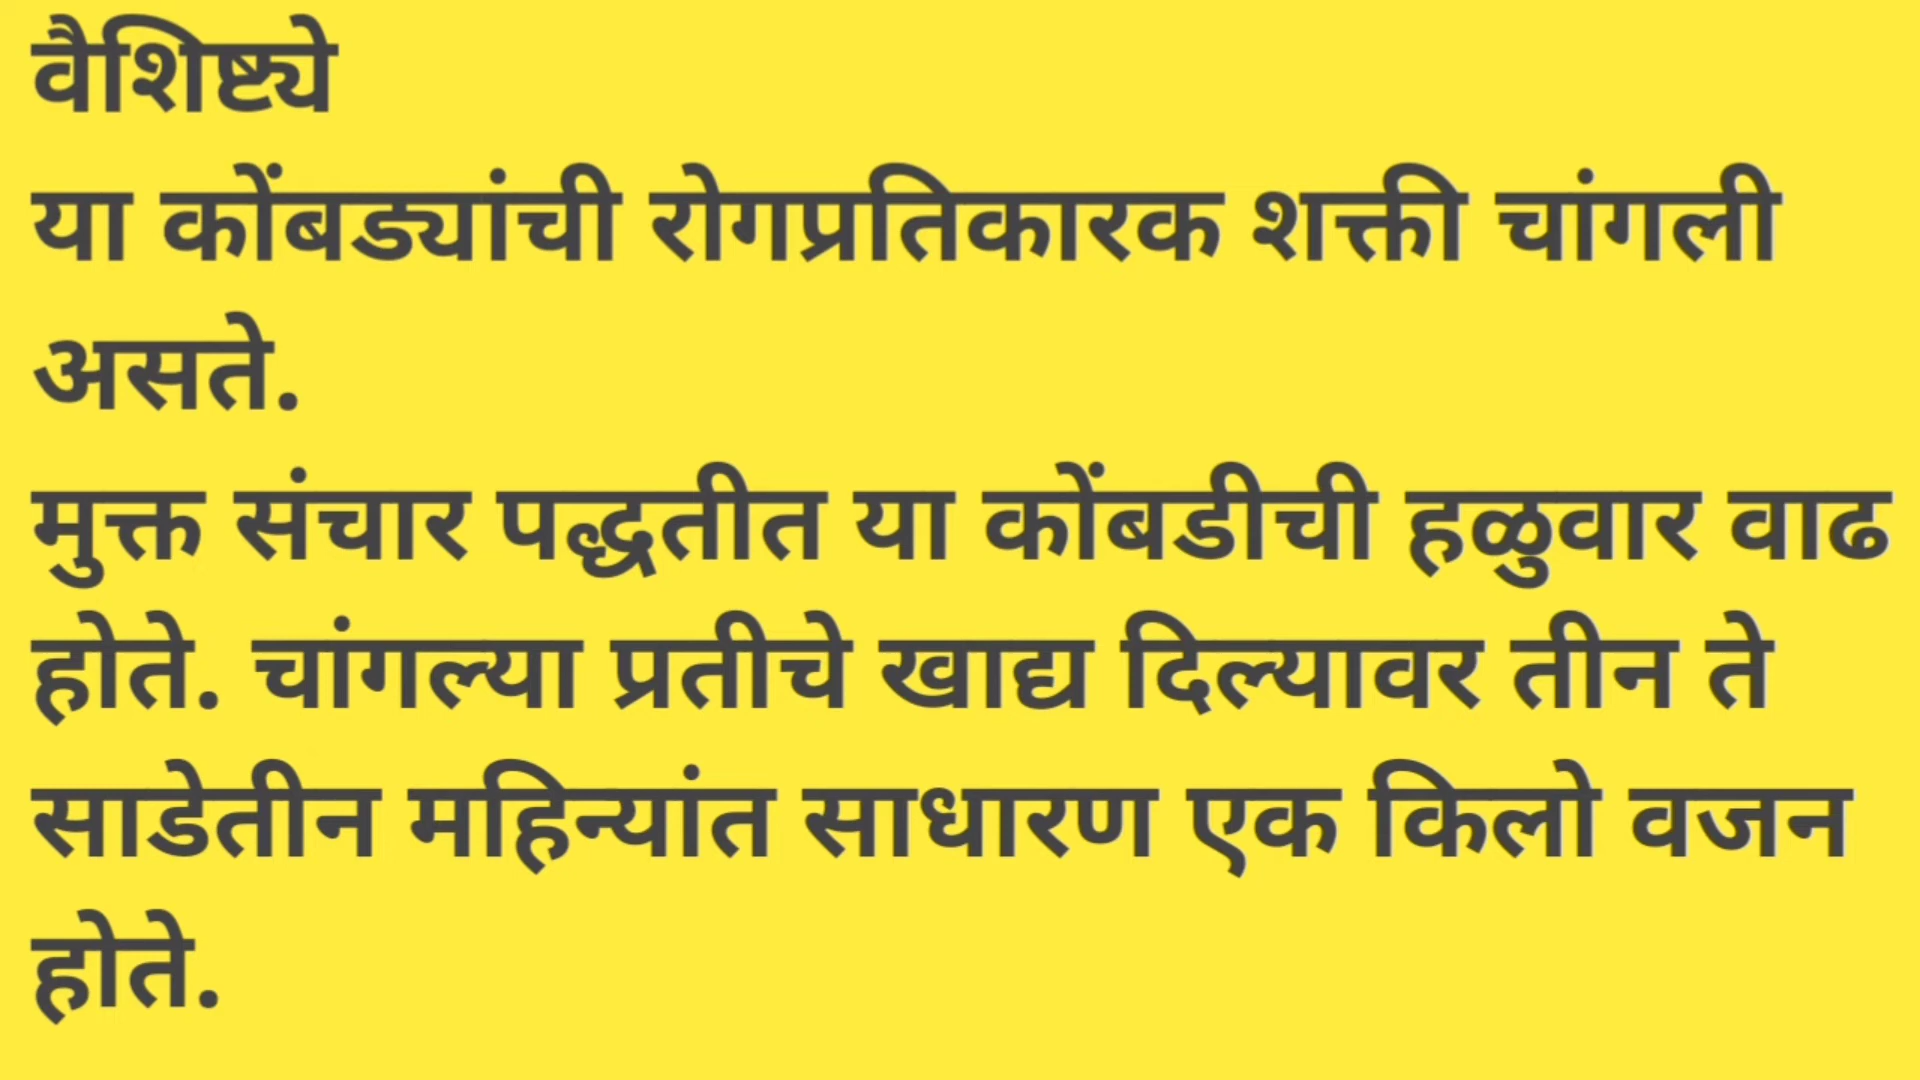 वैशिष्ट्ये
या कोंबड्यांची रोगप्रतिकारक शक्ती चांगली
असते.
मुक्त संचार पद्धतीत या कोंबडीची हळुवार वाढ
होते. चांगल्या प्रतीचे खाद्य दिल्यावर तीन ते
साडेतीन महिन्यांत साधारण एक किलो वजन
होते.